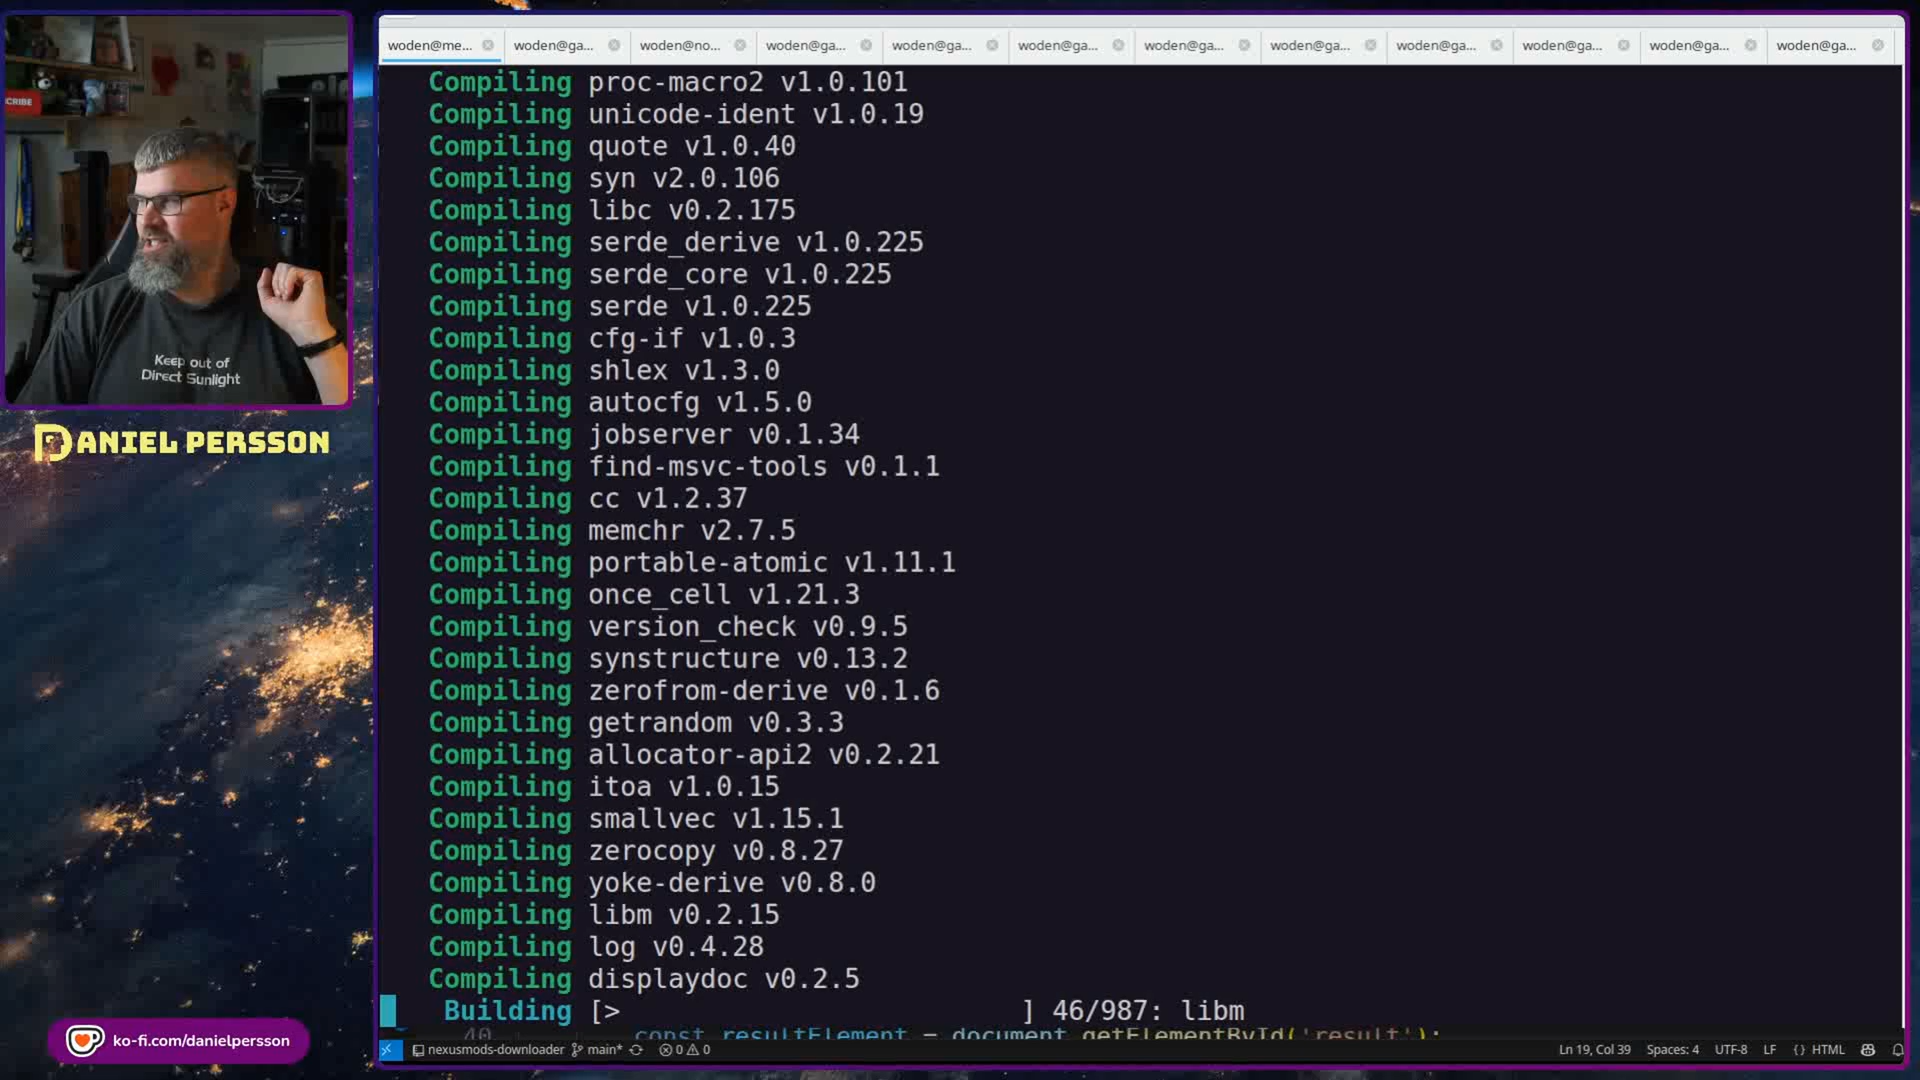 woden@me...
woden@ga...
woden@no...
woden@ga...
woden@ga...
woden@ga...
woden@ga...
woden@ga...
woden@ga...
woden@ga...
woden@ga...
woden@ga...
Compiling proc-macro2 v1.0.101
Compiling unicode-ident v1.0.19
Compiling quote v1.0.40
Compiling syn v2.0.106
Compiling libc v0.2.175
Compiling serde_derive v1.0.225
Compiling serde_core v1.0.225
Compiling serde v1.0.225
Compiling cfg-if v1.0.3
Compiling shlex v1.3.0
Compiling autocfg v1.5.0
Compiling jobserver v0.1.34
Compiling find-msvc-tools v0.1.1
Compiling cc v1.2.37
Compiling memchr v2.7.5
Compiling portable-atomic v1.11.1
Compiling once_cell v1.21.3
Compiling version_check v0.9.5
Compiling synstructure v0.13.2
Compiling zerofrom-derive v0.1.6
Compiling getrandom v0.3.3
Compiling allocator-api2 v0.2.21
Compiling itoa v1.0.15
Compiling smallvec v1.15.1
Compiling zerocopy v0.8.27
Compiling yoke-derive v0.8.0
Compiling libm v0.2.15
Compiling log v0.4.28
Compiling displaydoc v0.2.5
Building [> ] 46/987: libm
40 const resultElement = document.getElementById('result');
nexusmods-downloader main* 0 0 Ln 19, Col 39 Spaces: 4 UTF-8 LF {} HTML
CRIBE
Keep out of
Direct Sunlight
DANIEL PERSSON
ko-fi.com/danielpersson